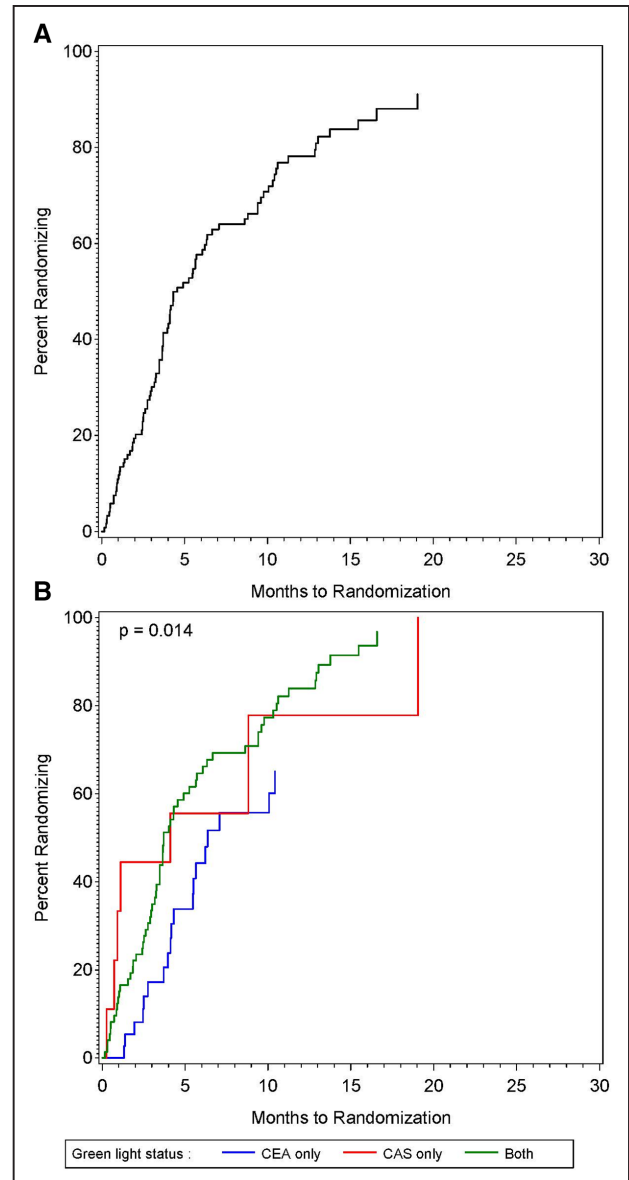 A
100
80
60
40
20
0
Percent Randomizing
0 5 10 15 20 25 30
Months to Randomization
B
p = 0.014
100
80
60
40
20
0
Percent Randomizing
0 5 10 15 20 25 30
Months to Randomization
Green light status : CEA only CAS only Both